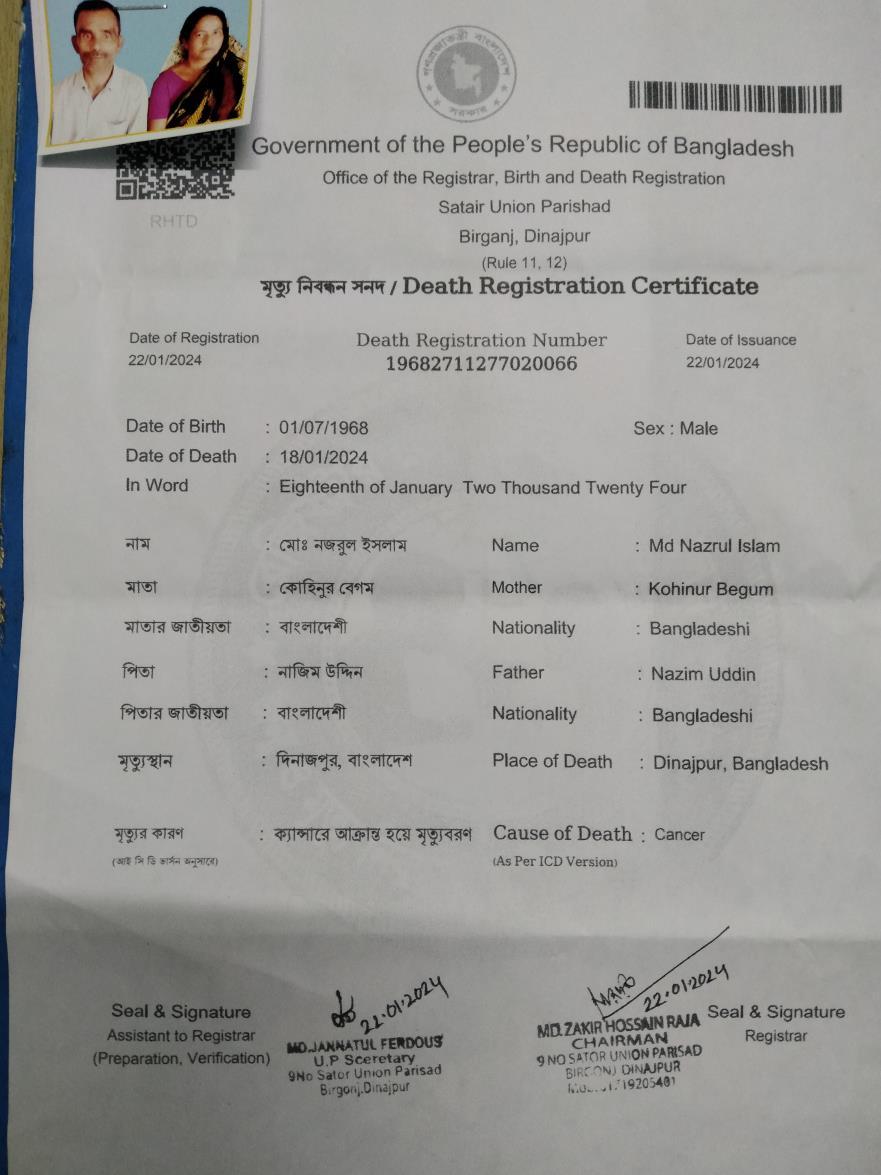 গণপ্রজাতন্ত্রী বাংলাদেশ
সরকার
RHTD
Government of the People's Republic of Bangladesh
Office of the Registrar, Birth and Death Registration
Satair Union Parishad
Birganj, Dinajpur
(Rule 11, 12)
মৃত্যু নিবন্ধন সনদ / Death Registration Certificate
Date of Registration Death Registration Number Date of Issuance
22/01/2024 19682711277020066 22/01/2024
Date of Birth : 01/07/1968 Sex : Male
Date of Death : 18/01/2024
In Word : Eighteenth of January Two Thousand Twenty Four
নাম : মোঃ নজরুল ইসলাম Name : Md Nazrul Islam
মাতা : কোহিনুর বেগম Mother : Kohinur Begum
মাতার জাতীয়তা : বাংলাদেশী Nationality : Bangladeshi
পিতা : নাজিম উদ্দিন Father : Nazim Uddin
পিতার জাতীয়তা : বাংলাদেশী Nationality : Bangladeshi
মৃত্যুস্থান : দিনাজপুর, বাংলাদেশ Place of Death : Dinajpur, Bangladesh
মৃত্যুর কারণ : ক্যান্সারে আক্রান্ত হয়ে মৃত্যুবরণ Cause of Death : Cancer
(আই সি ডি ভার্সন অনুসারে) (As Per ICD Version)
22.01.2024
22.01.2024
Seal & Signature
Assistant to Registrar
(Preparation, Verification)
MD.JANNATUL FERDOUS
U.P Sceretary
9No Sator Union Parisad
Birgonj.Dinajpur
MD. ZAKIR HOSSAIN RAJA
CHAIRMAN
9 NO SATOR UNION PARISAD
BIRGONJ DINAJPUR
Seal & Signature
Registrar